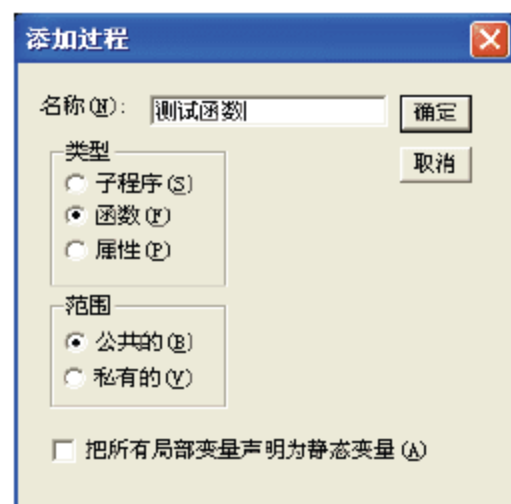 添加过程
名称(N): 测试函数 确定
取消
类型
子程序(S)
函数(F)
属性(P)
范围
公共的(B)
私有的(V)
把所有局部变量声明为静态变量(A)